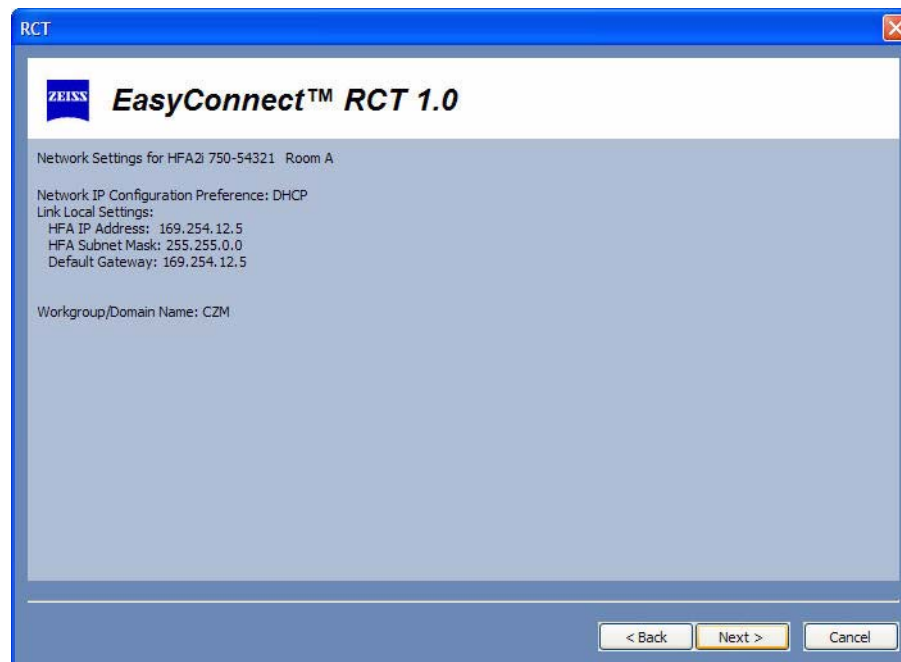 RCT
ZEISS
EasyConnect™ RCT 1.0
Network Settings for HFA2i 750-54321 Room A
Network IP Configuration Preference: DHCP
Link Local Settings:
HFA IP Address: 169.254.12.5
HFA Subnet Mask: 255.255.0.0
Default Gateway: 169.254.12.5
Workgroup/Domain Name: CZM
< Back
Next >
Cancel